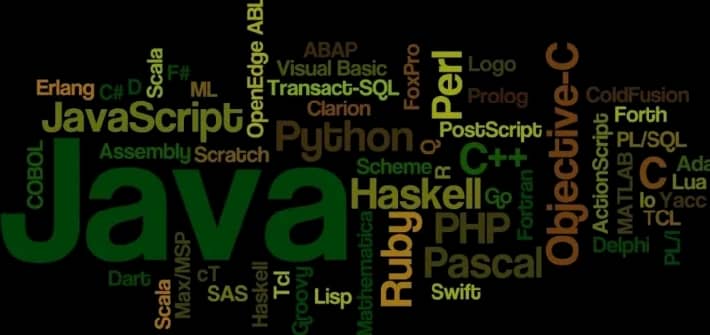 OpenEdge ABL
ABAP
Scala
F#
Visual Basic
FoxPro
Perl
Logo
Objective-C
Erlang
C#
D
ML
Transact-SQL
Prolog
ColdFusion
JavaScript
Clarion
Forth
Python
PostScript
ActionScript
PL/SQL
COBOL
Assembly
Scratch
Q
C++
MATLAB
C
Ada
Java
Scheme
R
Lua
Haskell
Go
Fortran
Io
Yacc
Mathematica
Ruby
PHP
TCL
Max/MSP
Delphi
PL/I
Pascal
Dart
Scala
cT
SAS
Haskell
Tcl
Groovy
Lisp
Swift